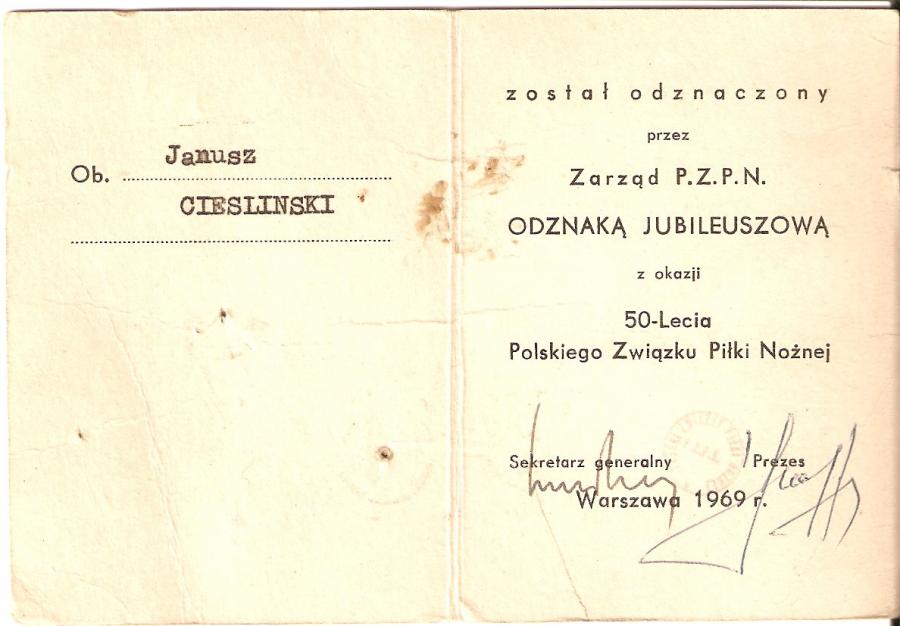 Ob. Janusz
CIESLINSKI
został odznaczony
przez
Zarząd P.Z.P.N.
ODZNAKĄ JUBILEUSZOWĄ
z okazji
50-Lecia
Polskiego Związku Piłki Nożnej
Sekretarz generalny Prezes
Warszawa 1969 r.